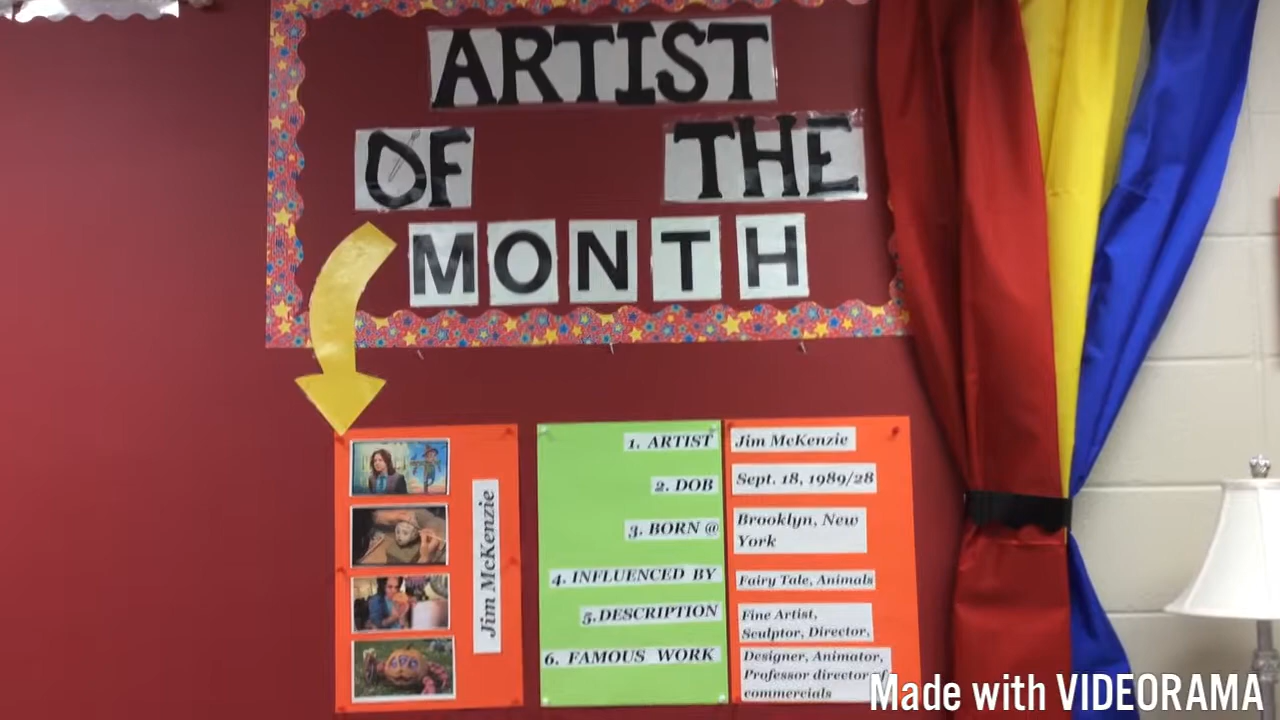 ARTIST
OF THE
MONTH
Jim McKenzie
1. ARTIST
2. DOB
3. BORN @
4. INFLUENCED BY
5. DESCRIPTION
6. FAMOUS WORK
Jim McKenzie
Sept. 18, 1989/28
Brooklyn, New
York
Fairy Tale, Animals
Fine Artist,
Sculptor, Director,
Designer, Animator,
Professor director of
commercials
Made with VIDEORAMA